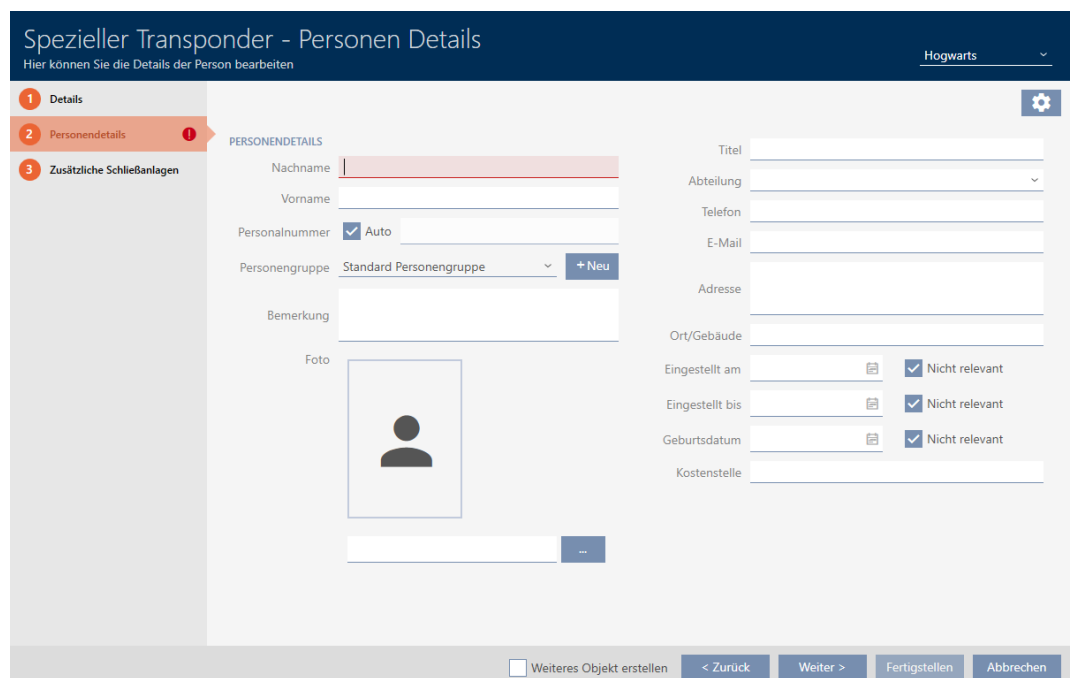 Spezieller Transponder - Personen Details
Hier können Sie die Details der Person bearbeiten
Hogwarts
1 Details
2 Personendetails !
3 Zusätzliche Schließanlagen
PERSONENDETAILS
Nachname
Vorname
Personalnummer Auto
Personengruppe Standard Personengruppe + Neu
Bemerkung
Foto
...
Titel
Abteilung
Telefon
E-Mail
Adresse
Ort/Gebäude
Eingestellt am Nicht relevant
Eingestellt bis Nicht relevant
Geburtsdatum Nicht relevant
Kostenstelle
Weiteres Objekt erstellen < Zurück Weiter > Fertigstellen Abbrechen